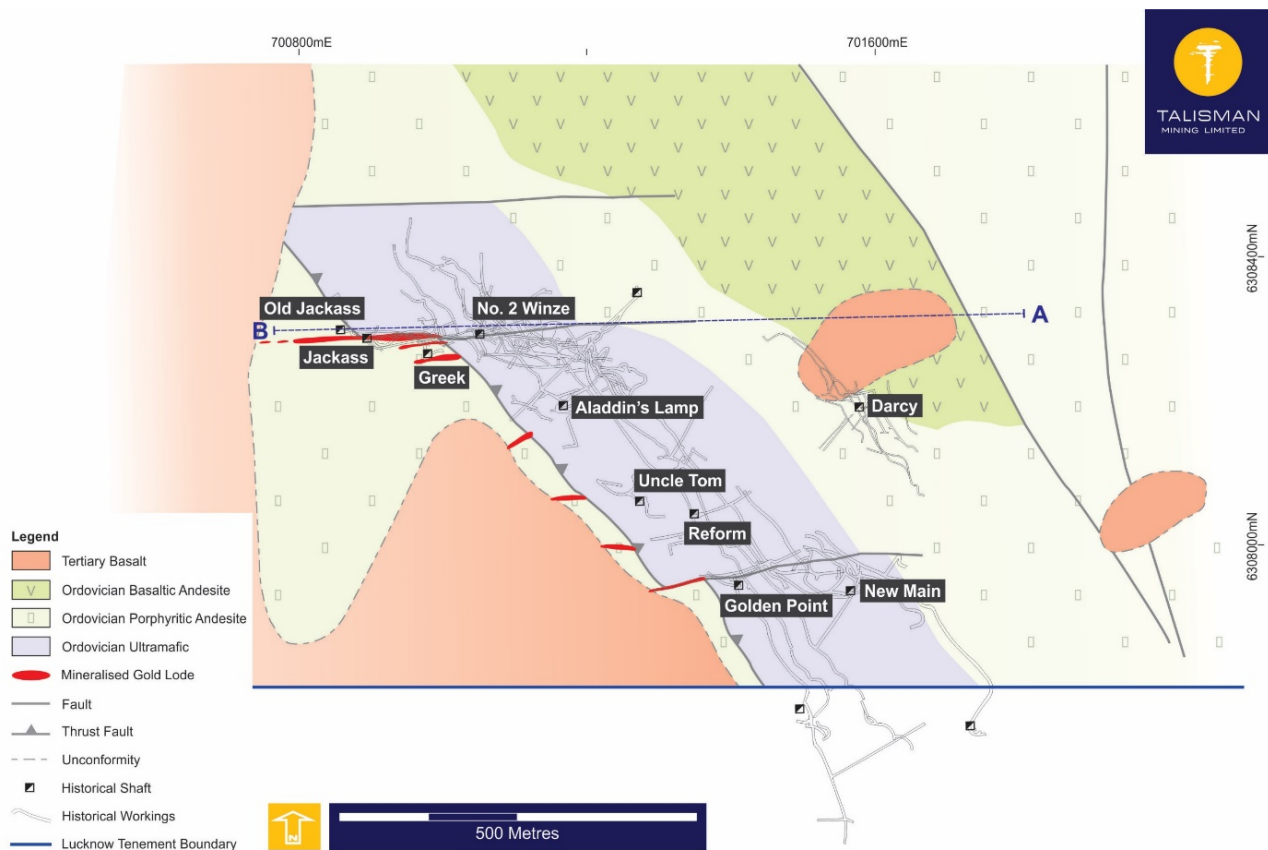 700800mE
701600mE
TALISMAN
MINING LIMITED
6308400mN
Old Jackass
No. 2 Winze
B
A
Jackass
Greek
Aladdin's Lamp
Darcy
Uncle Tom
Reform
6308000mN
Golden Point
New Main
Legend
Tertiary Basalt
V Ordovician Basaltic Andesite
Ordovician Porphyritic Andesite
Ordovician Ultramafic
Mineralised Gold Lode
Fault
Thrust Fault
Unconformity
Historical Shaft
Historical Workings
Lucknow Tenement Boundary
N
500 Metres